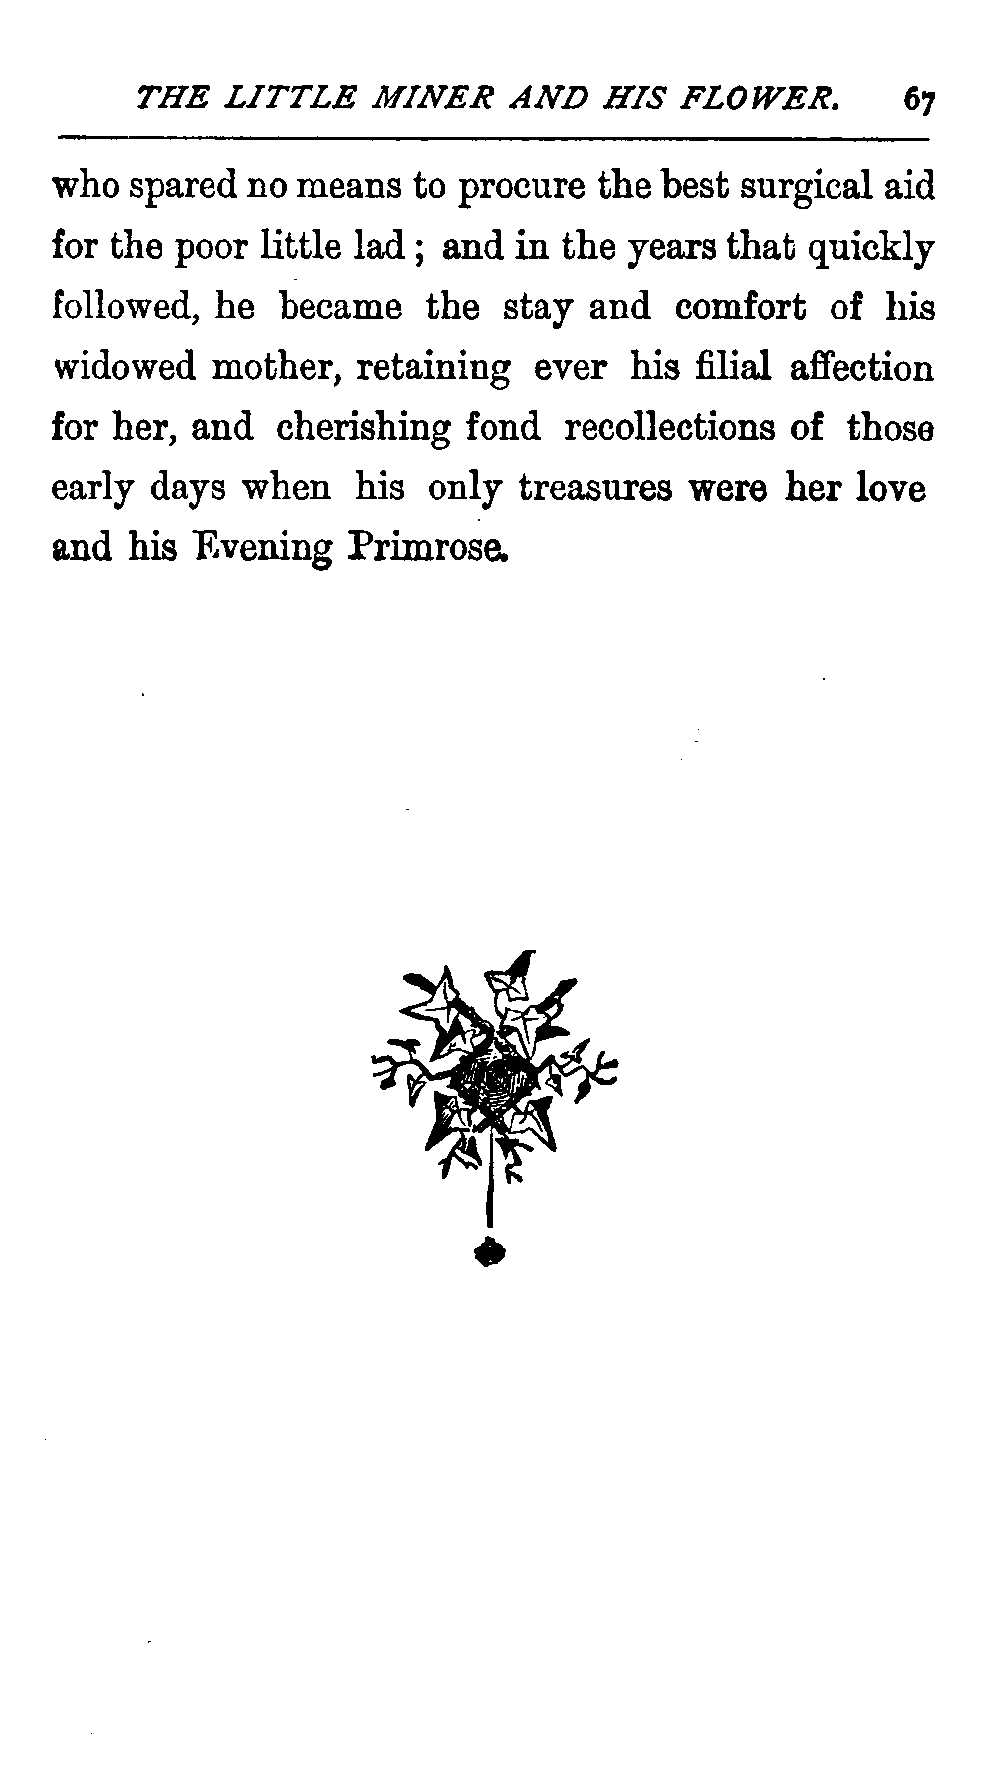 THE LITTLE MINER AND HIS FLOWER. 67
who spared no means to procure the best surgical aid
for the poor little lad ; and in the years that quickly
followed, he became the stay and comfort of his
widowed mother, retaining ever his filial affection
for her, and cherishing fond recollections of those
early days when his only treasures were her love
and his Evening Primrose.